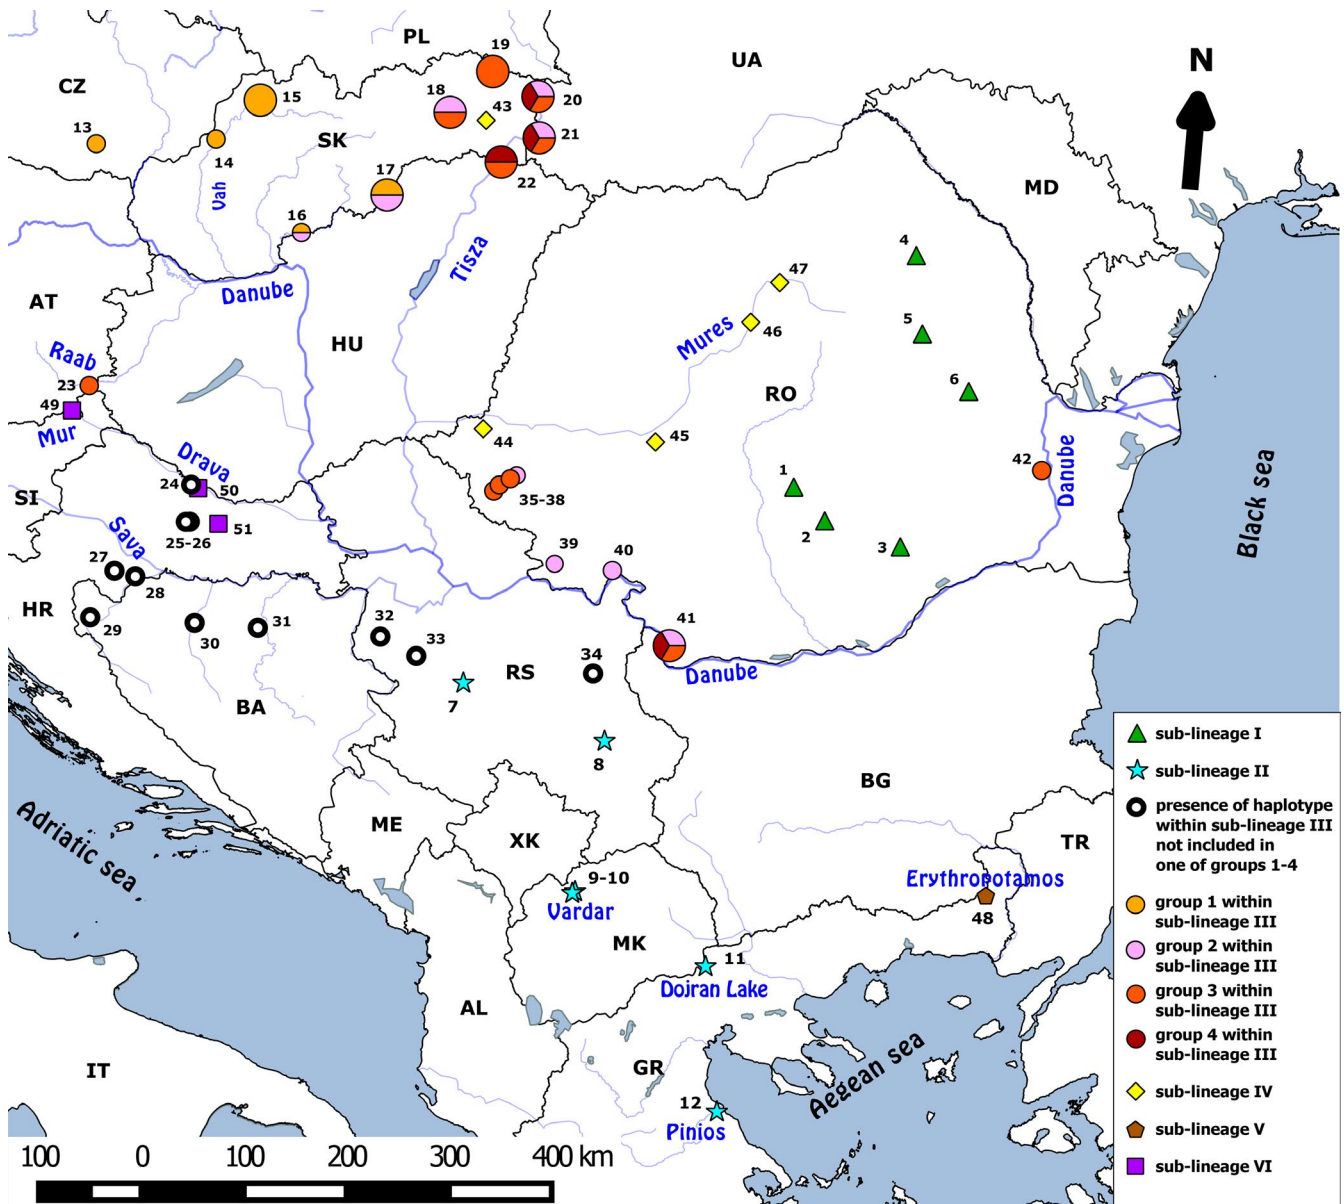 PL
19
UA
N
CZ
15
18
43
20
13
SK
21
14
17
22
MD
Vah
16
4
Tisza
47
Danube
AT
5
46
HU
Mures
Raab
RO
6
23
49
Mur
44
45
Drava
42
Danube
Black sea
24
50
1
35-38
SI
Sava
51
25-26
2
39
40
3
27
28
HR
29
30
31
32
41
33
34
RS
Danube
7
BA
8
BG
Adriatic sea
ME
XK
TR
9-10
Vardar
Erythropotamos
48
MK
11
Dojran Lake
AL
GR
Aegean sea
IT
12
Pinios
100 0 100 200 300 400 km
sub-lineage I
sub-lineage II
presence of haplotype
within sub-lineage III
not included in
one of groups 1-4
group 1 within
sub-lineage III
group 2 within
sub-lineage III
group 3 within
sub-lineage III
group 4 within
sub-lineage III
sub-lineage IV
sub-lineage V
sub-lineage VI